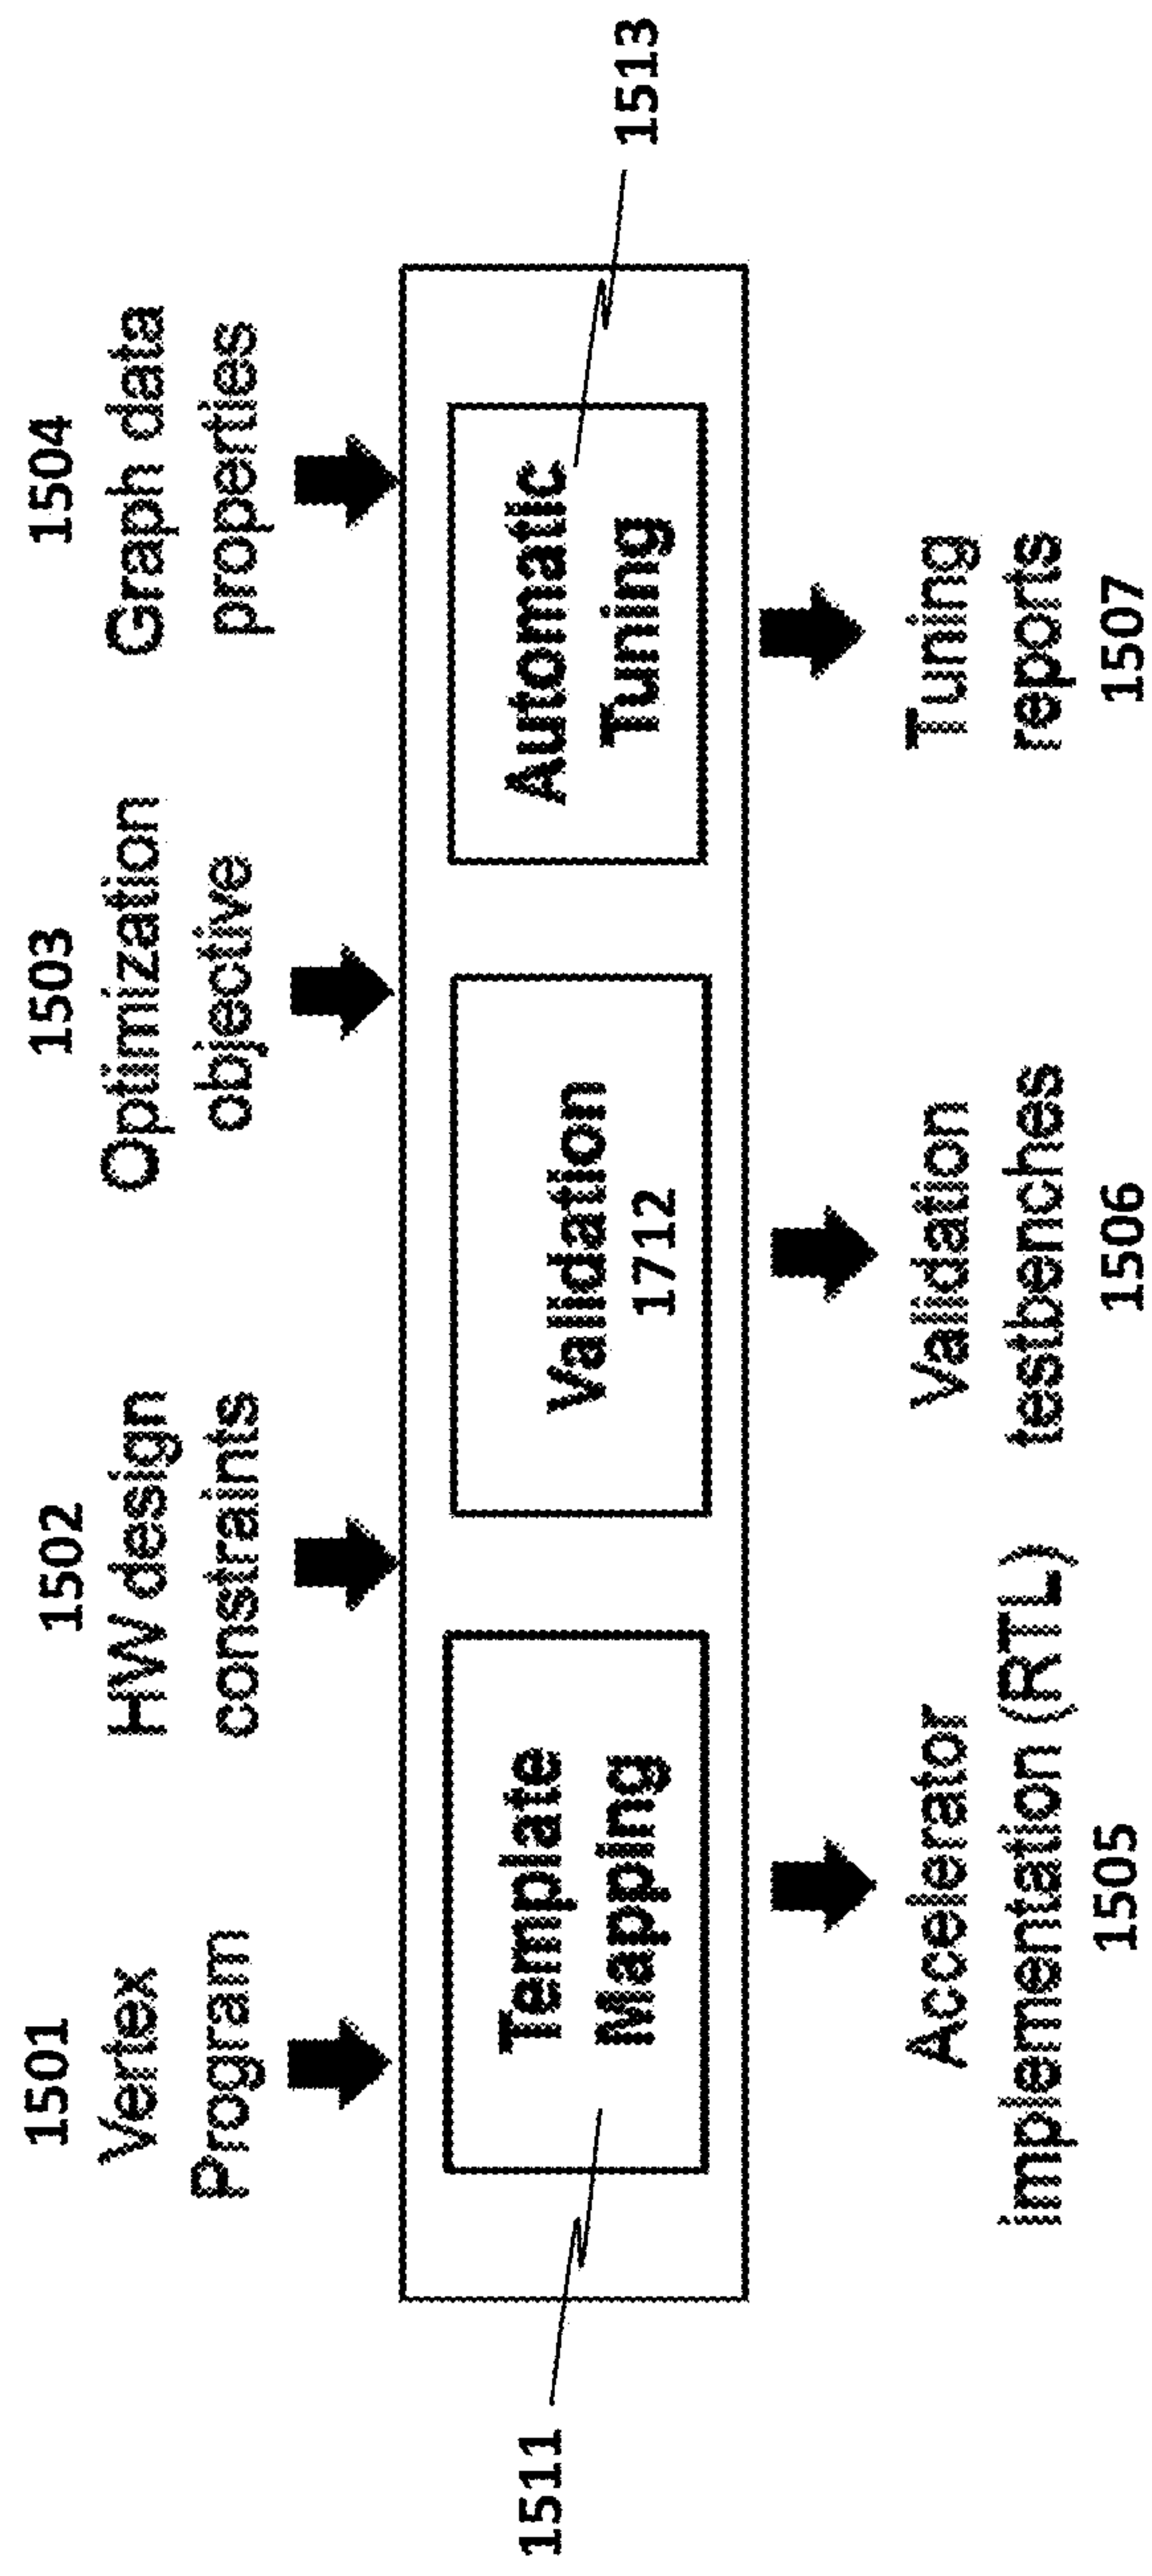 1501
Vertex
Program
1502
HW design
constraints
1503
Optimization
objective
1504
Graph data
properties
1511
Template
Mapping
Validation
1712
Automatic
Tuning
1513
Accelerator
implementation (RTL)
1505
Validation
testbenches
1506
Tuning
reports
1507